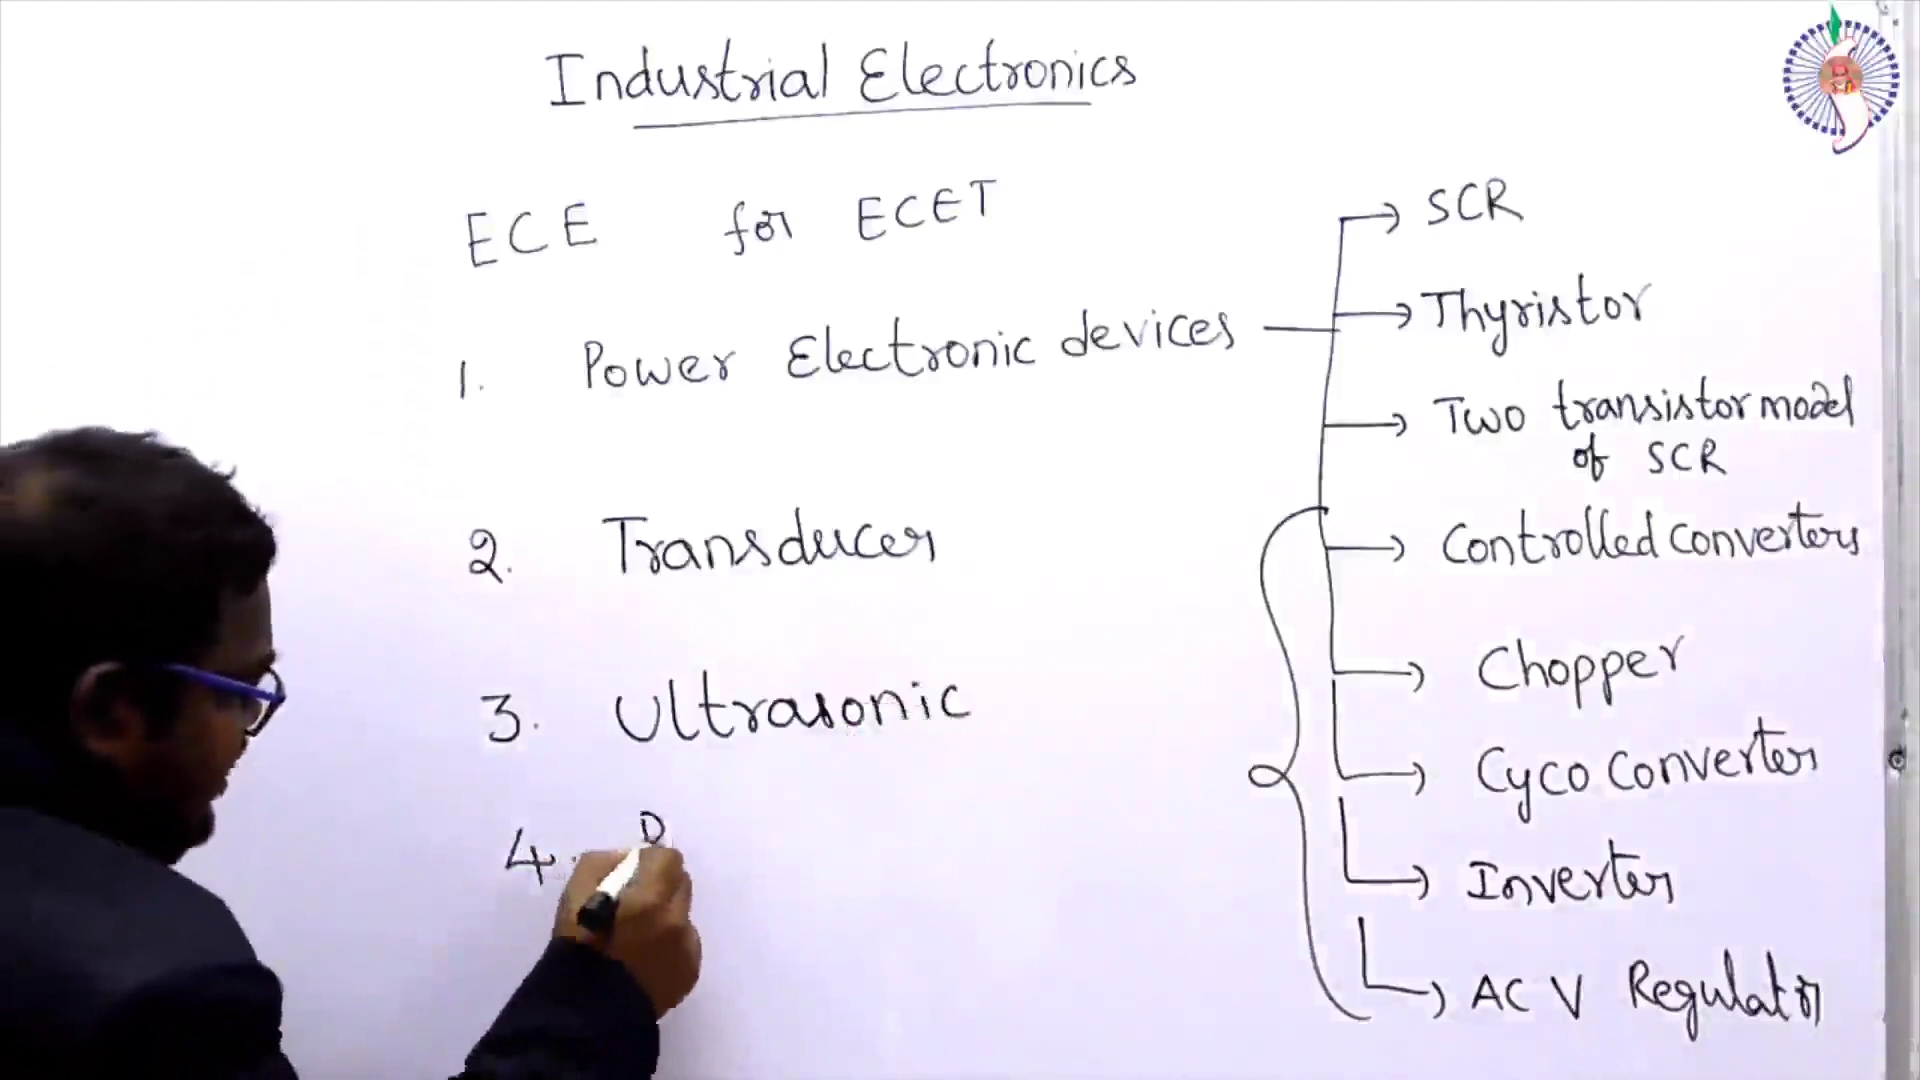 Industrial Electronics
ECE for ECET
1. Power Electronic devices
2. Transducer
3. Ultrasonic
4. D
SCR
Thyristor
Two transistor model
of SCR
Controlled Converters
Chopper
Cyco Converter
Inverter
AC V Regulator